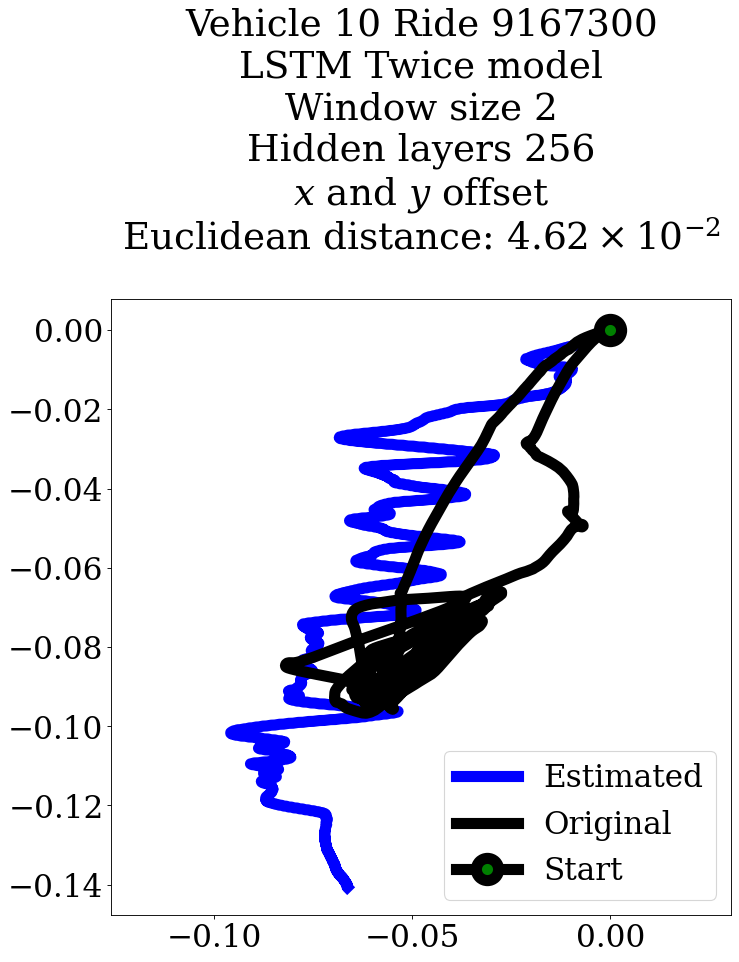 Vehicle 10 Ride 9167300
LSTM Twice model
Window size 2
Hidden layers 256
x and y offset
Euclidean distance: 4.62 × 10⁻²
0.00
−0.02
−0.04
−0.06
−0.08
−0.10
−0.12
−0.14
Estimated
Original
Start
−0.10
−0.05
0.00